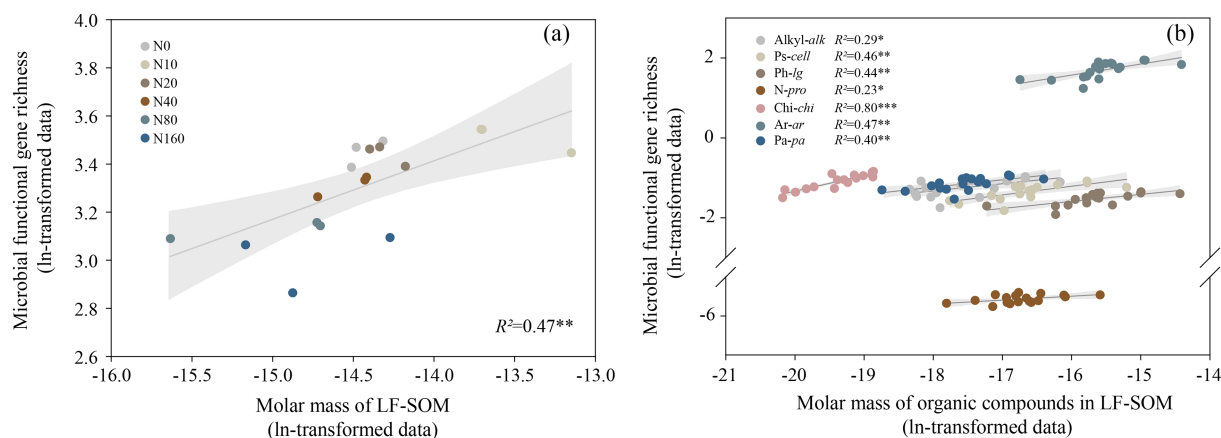 (a)
Microbial functional gene richness
(ln-transformed data)
4.0
3.8
3.6
3.4
3.2
3.0
2.8
2.6
N0
N10
N20
N40
N80
N160
R²=0.47**
-16.0
-15.5
-15.0
-14.5
-14.0
-13.5
-13.0
Molar mass of LF-SOM
(ln-transformed data)
(b)
Microbial functional gene richness
(ln-transformed data)
2
0
-2
-6
Alkyl-alk R²=0.29*
Ps-cell R²=0.46**
Ph-lg R²=0.44**
N-pro R²=0.23*
Chi-chi R²=0.80***
Ar-ar R²=0.47**
Pa-pa R²=0.40**
-21
-20
-19
-18
-17
-16
-15
-14
Molar mass of organic compounds in LF-SOM
(ln-transformed data)